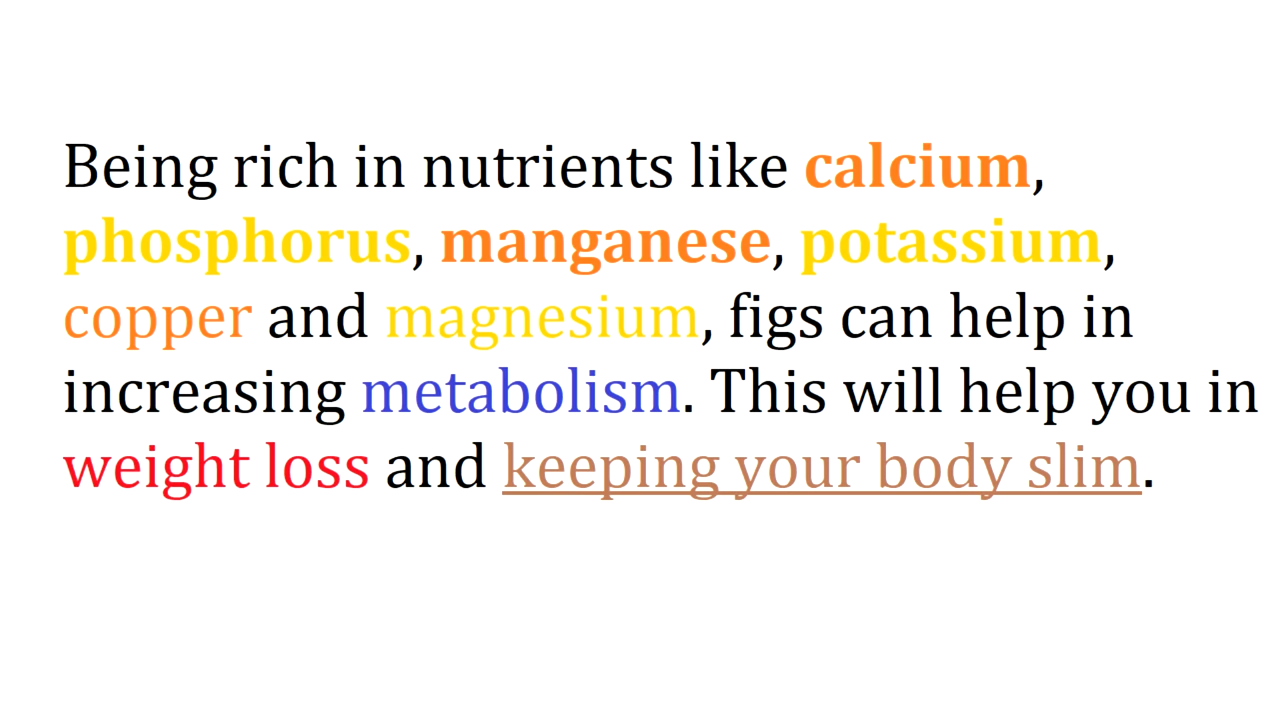 Being rich in nutrients like calcium,
phosphorus, manganese, potassium,
copper and magnesium, figs can help in
increasing metabolism. This will help you in
weight loss and keeping your body slim.